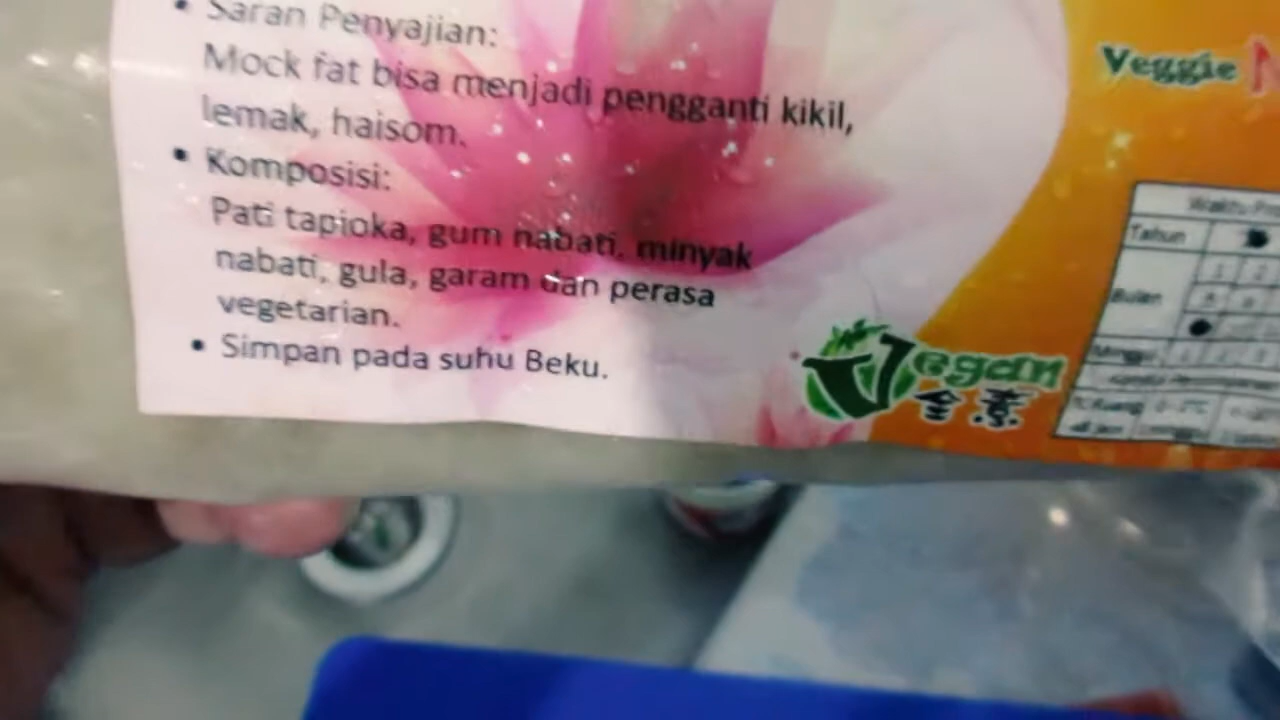 • Saran Penyajian:
Mock fat bisa menjadi pengganti kikil,
lemak, haisom.
• Komposisi:
Pati tapioka, gum nabati, minyak
nabati, gula, garam dan perasa
vegetarian.
• Simpan pada suhu Beku.
Vegan
全素
Veggie
Tahun
Bulan
Minggu